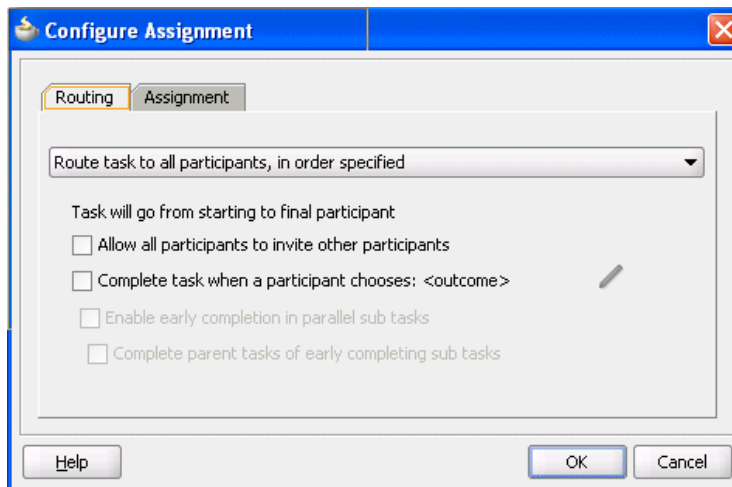 Configure Assignment
Routing
Assignment
Route task to all participants, in order specified
Task will go from starting to final participant
Allow all participants to invite other participants
Complete task when a participant chooses: <outcome>
Enable early completion in parallel sub tasks
Complete parent tasks of early completing sub tasks
Help
OK
Cancel